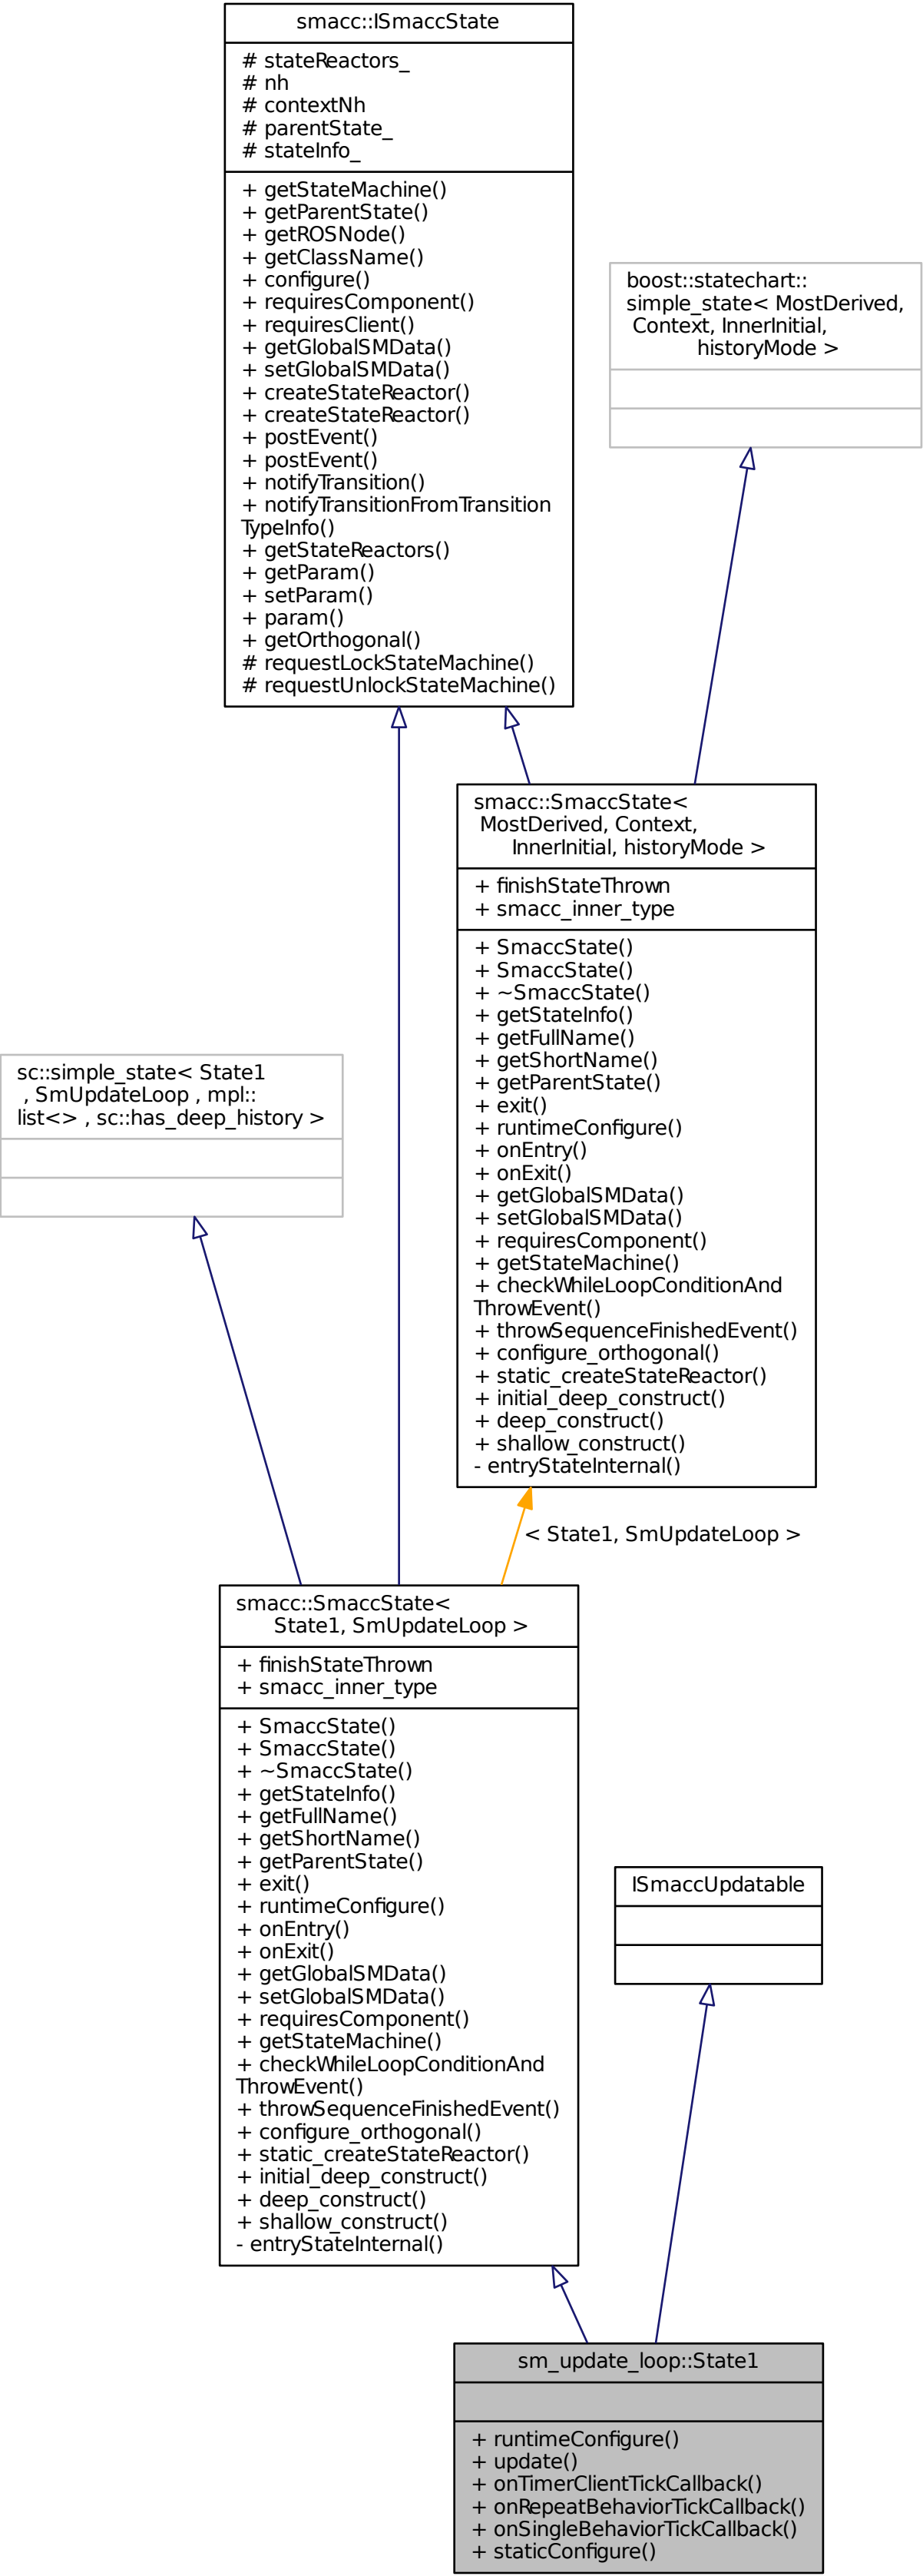 smacc::ISmaccState
# stateReactors_
# nh
# contextNh
# parentState_
# stateInfo_
+ getStateMachine()
+ getParentState()
+ getROSNode()
+ getClassName()
+ configure()
+ requiresComponent()
+ requiresClient()
+ getGlobalSMData()
+ setGlobalSMData()
+ createStateReactor()
+ createStateReactor()
+ postEvent()
+ postEvent()
+ notifyTransition()
+ notifyTransitionFromTransition
TypeInfo()
+ getStateReactors()
+ getParam()
+ setParam()
+ param()
+ getOrthogonal()
# requestLockStateMachine()
# requestUnlockStateMachine()
boost::statechart::
simple_state< MostDerived,
Context, InnerInitial,
historyMode >
smacc::SmaccState<
MostDerived, Context,
InnerInitial, historyMode >
+ finishStateThrown
+ smacc_inner_type
+ SmaccState()
+ SmaccState()
+ ~SmaccState()
+ getStateInfo()
+ getFullName()
+ getShortName()
+ getParentState()
+ exit()
+ runtimeConfigure()
+ onEntry()
+ onExit()
+ getGlobalSMData()
+ setGlobalSMData()
+ requiresComponent()
+ getStateMachine()
+ checkWhileLoopConditionAnd
ThrowEvent()
+ throwSequenceFinishedEvent()
+ configure_orthogonal()
+ static_createStateReactor()
+ initial_deep_construct()
+ deep_construct()
+ shallow_construct()
- entryStateInternal()
sc::simple_state< State1
, SmUpdateLoop , mpl::
list<> , sc::has_deep_history >
< State1, SmUpdateLoop >
smacc::SmaccState<
State1, SmUpdateLoop >
+ finishStateThrown
+ smacc_inner_type
+ SmaccState()
+ SmaccState()
+ ~SmaccState()
+ getStateInfo()
+ getFullName()
+ getShortName()
+ getParentState()
+ exit()
+ runtimeConfigure()
+ onEntry()
+ onExit()
+ getGlobalSMData()
+ setGlobalSMData()
+ requiresComponent()
+ getStateMachine()
+ checkWhileLoopConditionAnd
ThrowEvent()
+ throwSequenceFinishedEvent()
+ configure_orthogonal()
+ static_createStateReactor()
+ initial_deep_construct()
+ deep_construct()
+ shallow_construct()
- entryStateInternal()
ISmaccUpdatable
sm_update_loop::State1
+ runtimeConfigure()
+ update()
+ onTimerClientTickCallback()
+ onRepeatBehaviorTickCallback()
+ onSingleBehaviorTickCallback()
+ staticConfigure()